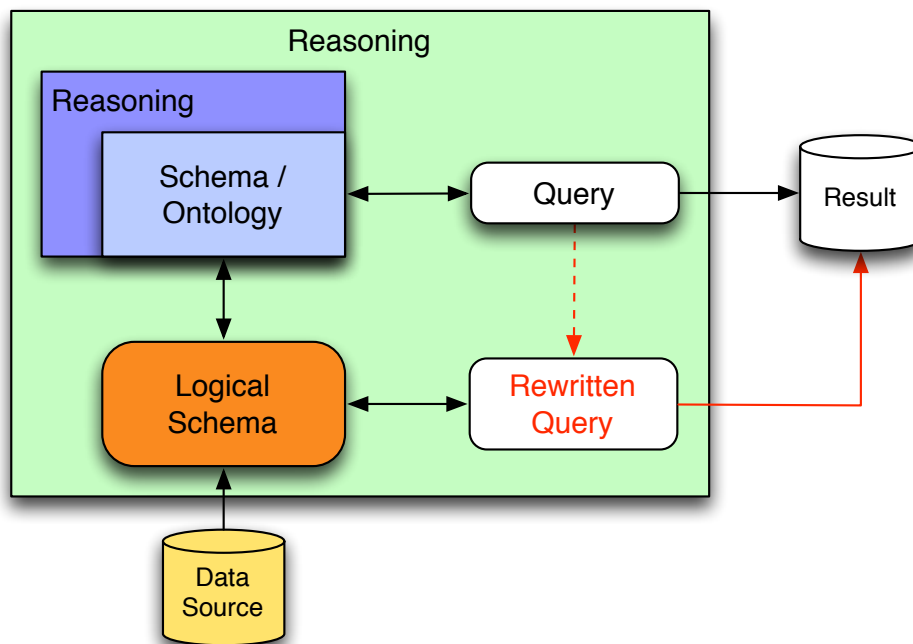 Reasoning
Reasoning
Schema /
Ontology
Query
Result
Logical
Schema
Rewritten
Query
Data
Source